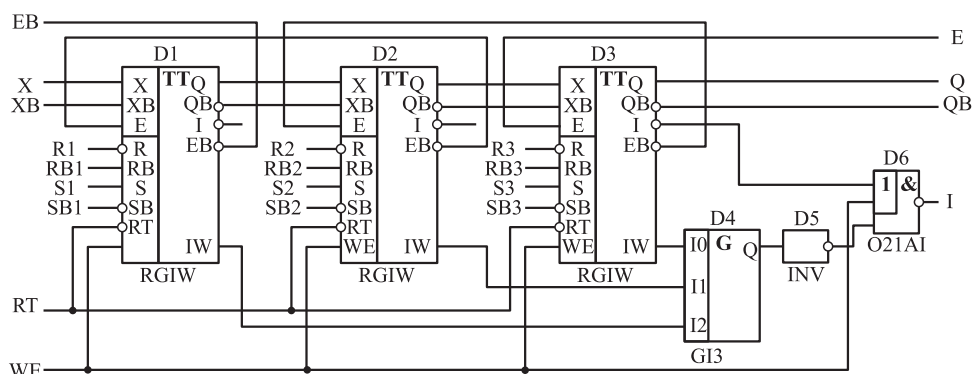 EB
E
D1 D2 D3
X X TT Q X TT Q X TT Q Q
XB XB QB XB QB XB QB QB
E I E I E I
EB EB EB D6
R1 R R2 R R3 R 1 & I
RB1 RB RB2 RB RB3 RB
S1 S S2 S S3 S
SB1 SB SB2 SB SB3 SB
RT RT RT D4 D5 O21AI
IW WE IW WE IW I0 G Q
RGIW RGIW RGIW INV
I1
RT
I2
GI3
WE